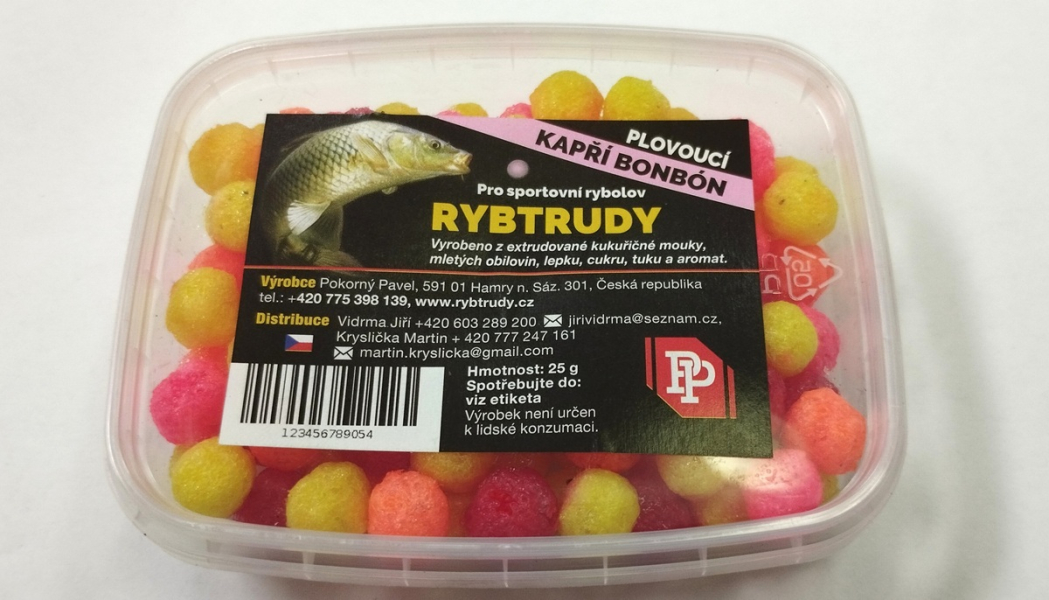 PLOVOUCÍ
KAPŘÍ BONBÓN
Pro sportovní rybolov
RYBTRUDY
Vyrobeno z extrudované kukuřičné mouky,
mletých obilovin, lepku, cukru, tuku a aromat.
Výrobce Pokorný Pavel, 591 01 Hamry n. Sáz. 301, Česká republika
tel.: +420 775 398 139, www.rybtrudy.cz
Distribuce Vidrma Jiří +420 603 289 200 jirividrma@seznam.cz,
Kryslička Martin + 420 777 247 161
martin.kryslicka@gmail.com
Hmotnost: 25 g
Spotřebujte do:
viz etiketa
Výrobek není určen
k lidské konzumaci.
123456789054
PP
05